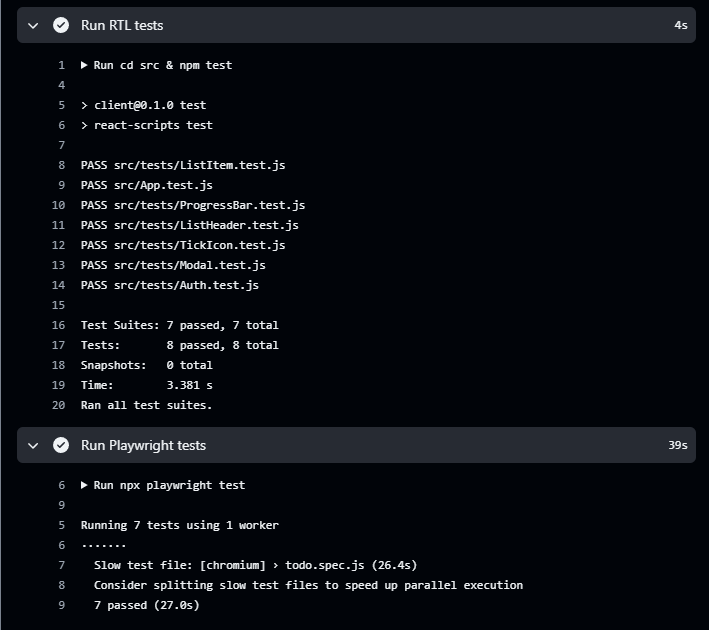 Run RTL tests 4s
1 ▶ Run cd src & npm test
4
5 > client@0.1.0 test
6 > react-scripts test
7
8 PASS src/tests/ListItem.test.js
9 PASS src/App.test.js
10 PASS src/tests/ProgressBar.test.js
11 PASS src/tests/ListHeader.test.js
12 PASS src/tests/TickIcon.test.js
13 PASS src/tests/Modal.test.js
14 PASS src/tests/Auth.test.js
15
16 Test Suites: 7 passed, 7 total
17 Tests:       8 passed, 8 total
18 Snapshots:   0 total
19 Time:        3.381 s
20 Ran all test suites.
Run Playwright tests 39s
6 ▶ Run npx playwright test
9
5 Running 7 tests using 1 worker
6 ·······
7   Slow test file: [chromium] › todo.spec.js (26.4s)
8   Consider splitting slow test files to speed up parallel execution
9   7 passed (27.0s)